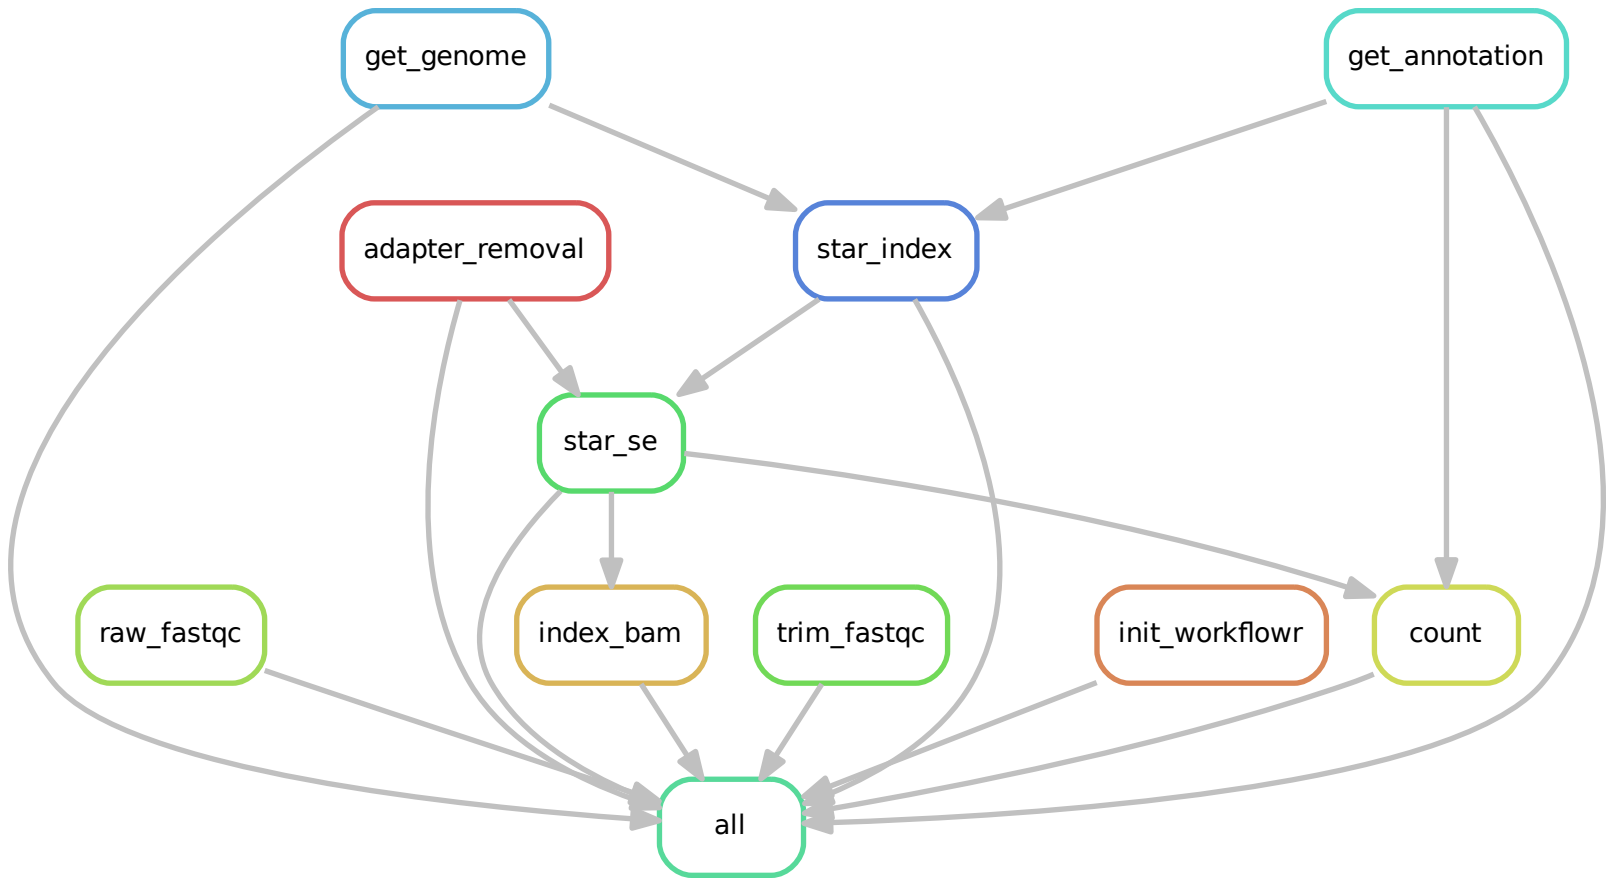 get_genome
get_annotation
adapter_removal
star_index
star_se
raw_fastqc
index_bam
trim_fastqc
init_workflowr
count
all